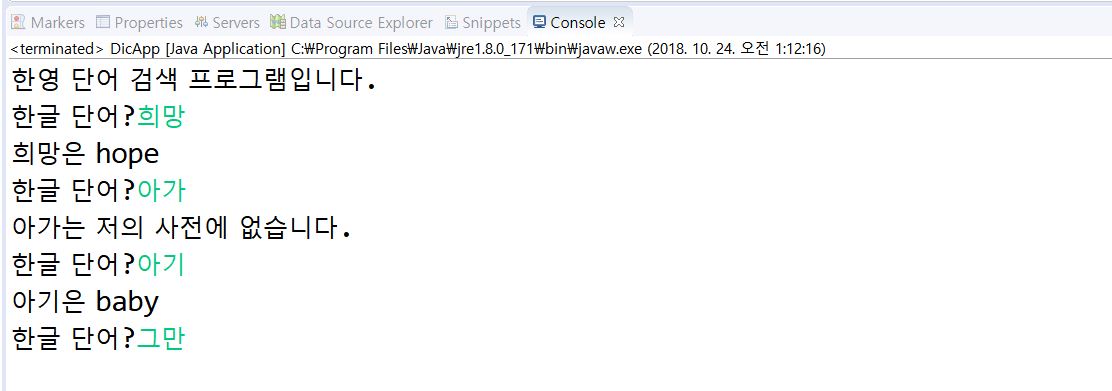 Markers Properties Servers Data Source Explorer Snippets Console
<terminated> DicApp [Java Application] C:₩Program Files₩Java₩jre1.8.0_171₩bin₩javaw.exe (2018. 10. 24. 오전 1:12:16)
한영 단어 검색 프로그램입니다.
한글 단어?희망
희망은 hope
한글 단어?아가
아가는 저의 사전에 없습니다.
한글 단어?아기
아기은 baby
한글 단어?그만